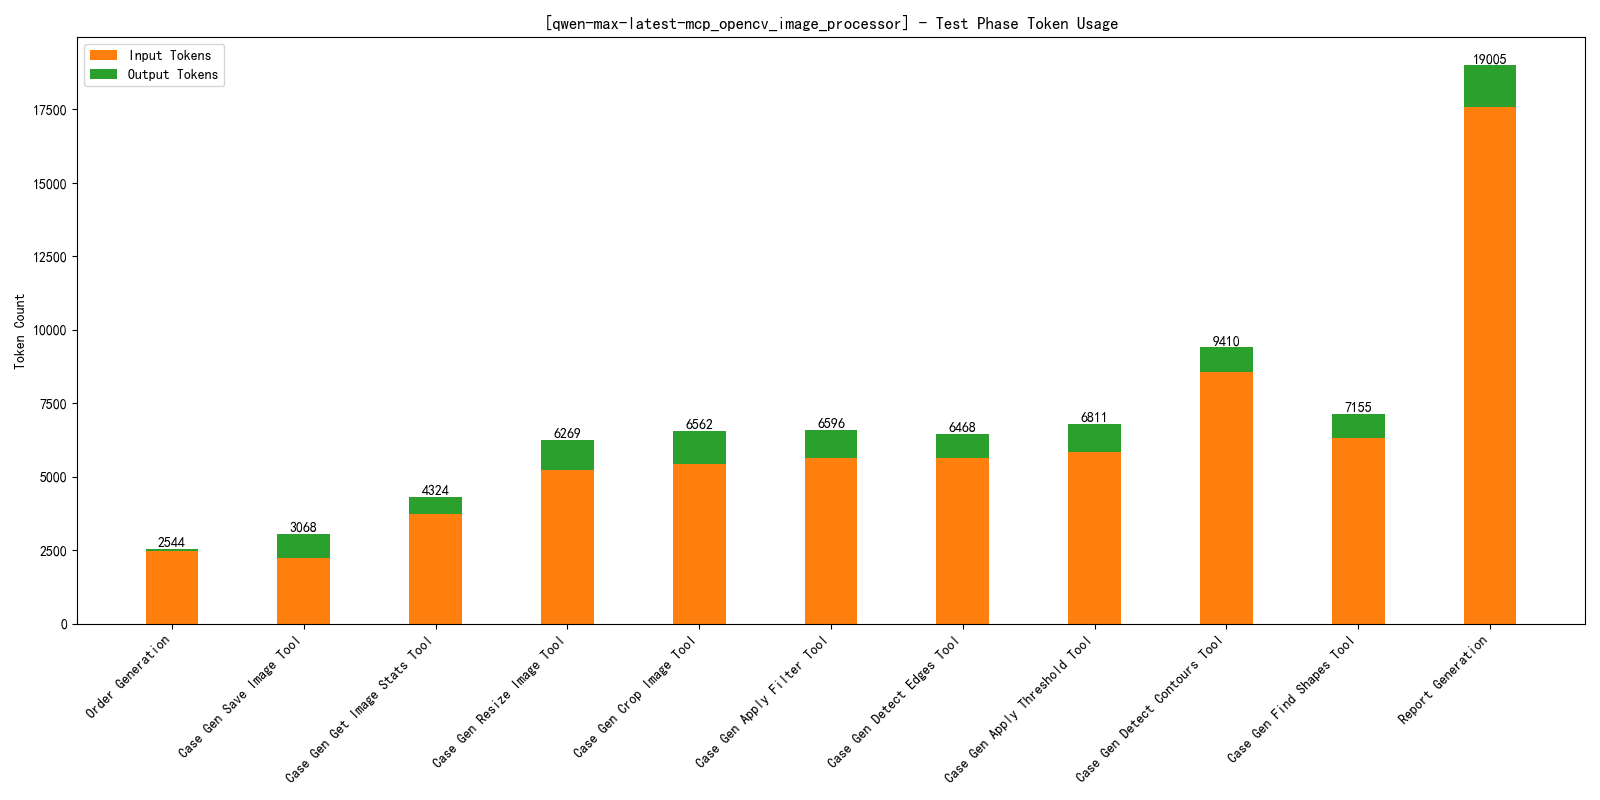 [qwen-max-latest-mcp_opencv_image_processor] - Test Phase Token Usage
Input Tokens
Output Tokens
Token Count
17500
15000
12500
10000
7500
5000
2500
0
2544
3068
4324
6269
6562
6596
6468
6811
9410
7155
19005
Order Generation
Case Gen Save Image Tool
Case Gen Get Image Stats Tool
Case Gen Resize Image Tool
Case Gen Crop Image Tool
Case Gen Apply Filter Tool
Case Gen Detect Edges Tool
Case Gen Apply Threshold Tool
Case Gen Detect Contours Tool
Case Gen Find Shapes Tool
Report Generation